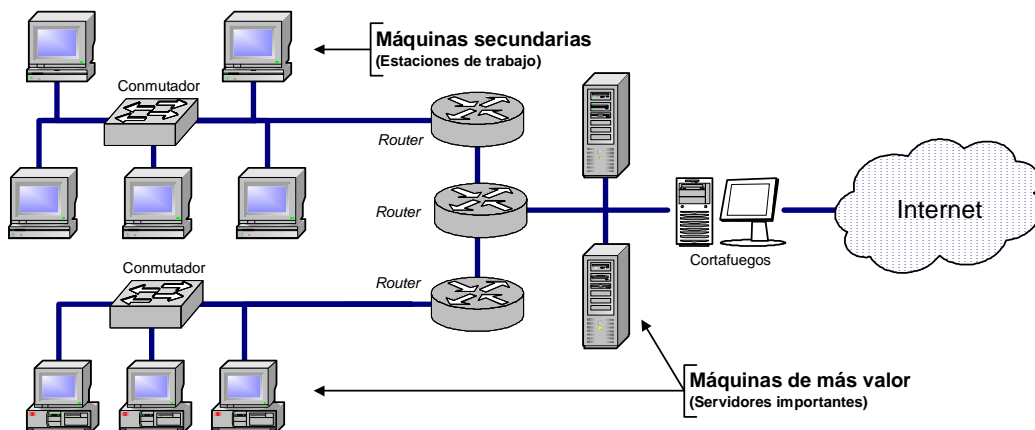 Máquinas secundarias
(Estaciones de trabajo)
Conmutador
Router
Router
Internet
Cortafuegos
Conmutador
Router
Máquinas de más valor
(Servidores importantes)